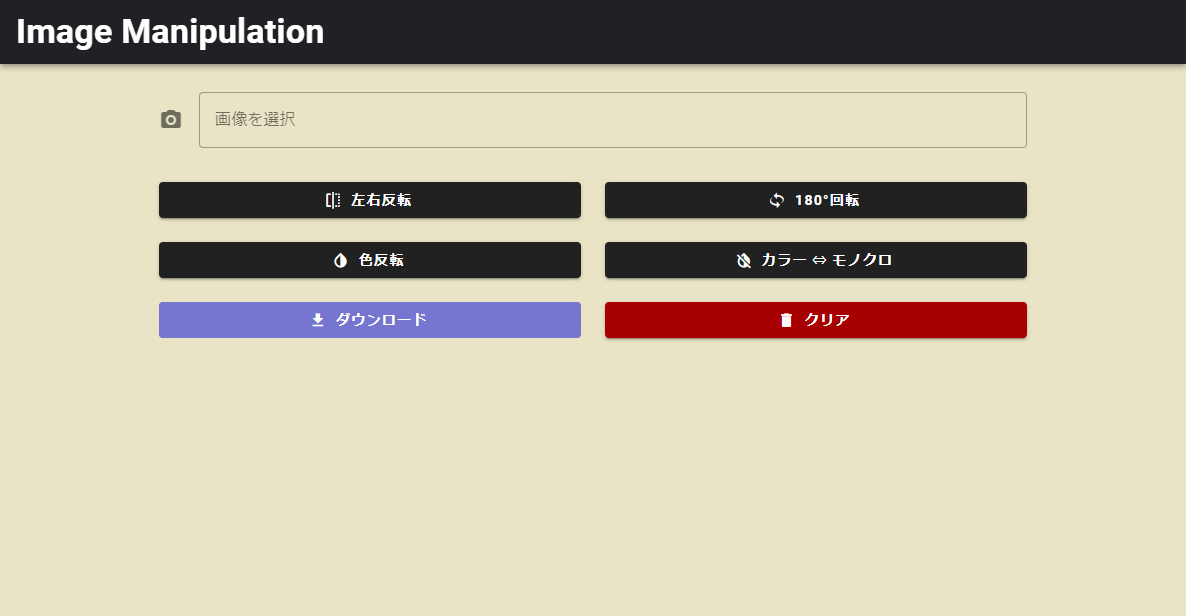 Image Manipulation
画像を選択
左右反転
180°回転
色反転
カラー ⇔ モノクロ
ダウンロード
クリア